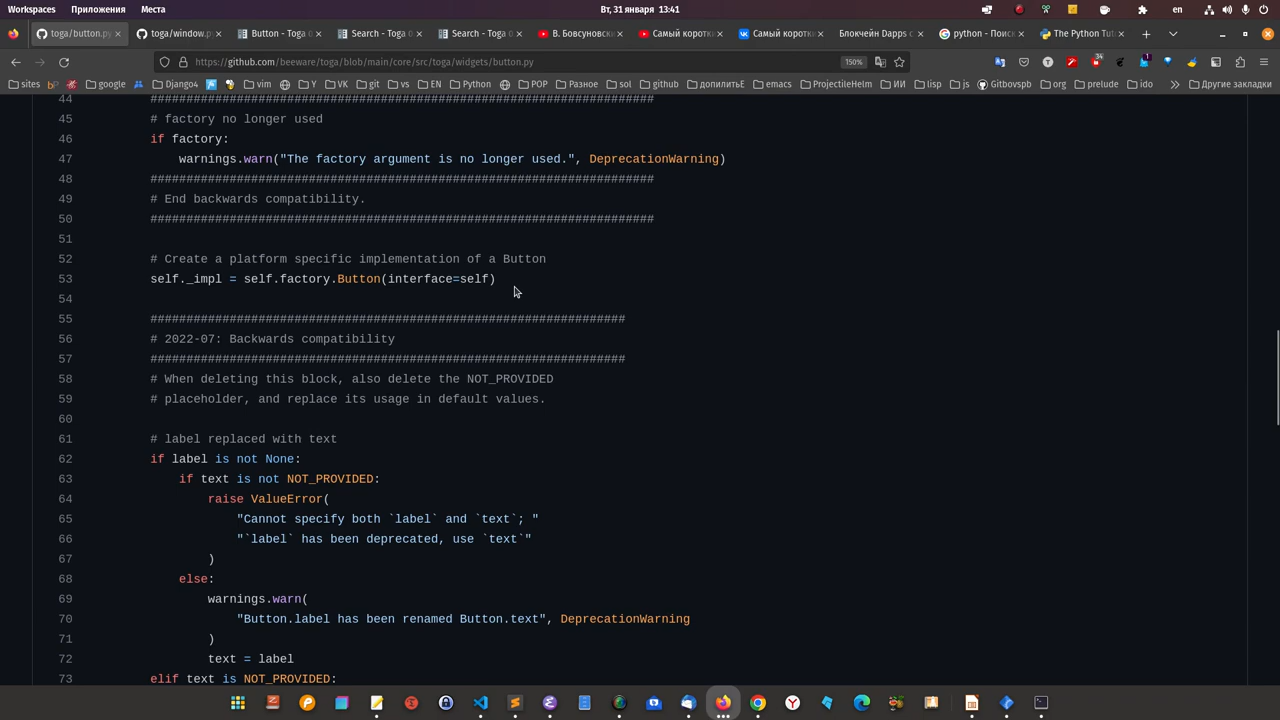 Workspaces Приложения Места Вт, 31 января 13:41 en
toga/button.py toga/window.py Button - Toga 0 Search - Toga 0 Search - Toga 0 В. Бовсуновски Самый коротки Самый коротки Блокчейн Dapps python - Поиск The Python Tuto
https://github.com/beeware/toga/blob/main/core/src/toga/widgets/button.py 150% 34 1
sites google Django4 vim Y VK git vs EN Python POP Разное sol github допилитьЕ emacs ProjectileHelm ИИ lisp js Gitbovspb org prelude ido Другие закладки
44 ######################################################################
45 # factory no longer used
46 if factory:
47 warnings.warn("The factory argument is no longer used.", DeprecationWarning)
48 ######################################################################
49 # End backwards compatibility.
50 ######################################################################
51
52 # Create a platform specific implementation of a Button
53 self._impl = self.factory.Button(interface=self)
54
55 ##################################################################
56 # 2022-07: Backwards compatibility
57 ##################################################################
58 # When deleting this block, also delete the NOT_PROVIDED
59 # placeholder, and replace its usage in default values.
60
61 # label replaced with text
62 if label is not None:
63 if text is not NOT_PROVIDED:
64 raise ValueError(
65 "Cannot specify both `label` and `text`; "
66 "`label` has been deprecated, use `text`"
67 )
68 else:
69 warnings.warn(
70 "Button.label has been renamed Button.text", DeprecationWarning
71 )
72 text = label
73 elif text is NOT_PROVIDED: